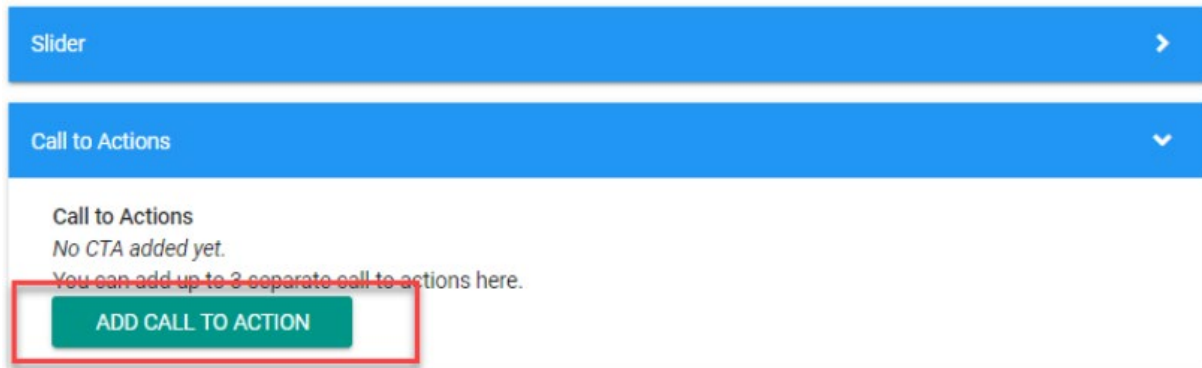 Slider
Call to Actions
Call to Actions
No CTA added yet.
You can add up to 3 separate call to actions here.
ADD CALL TO ACTION